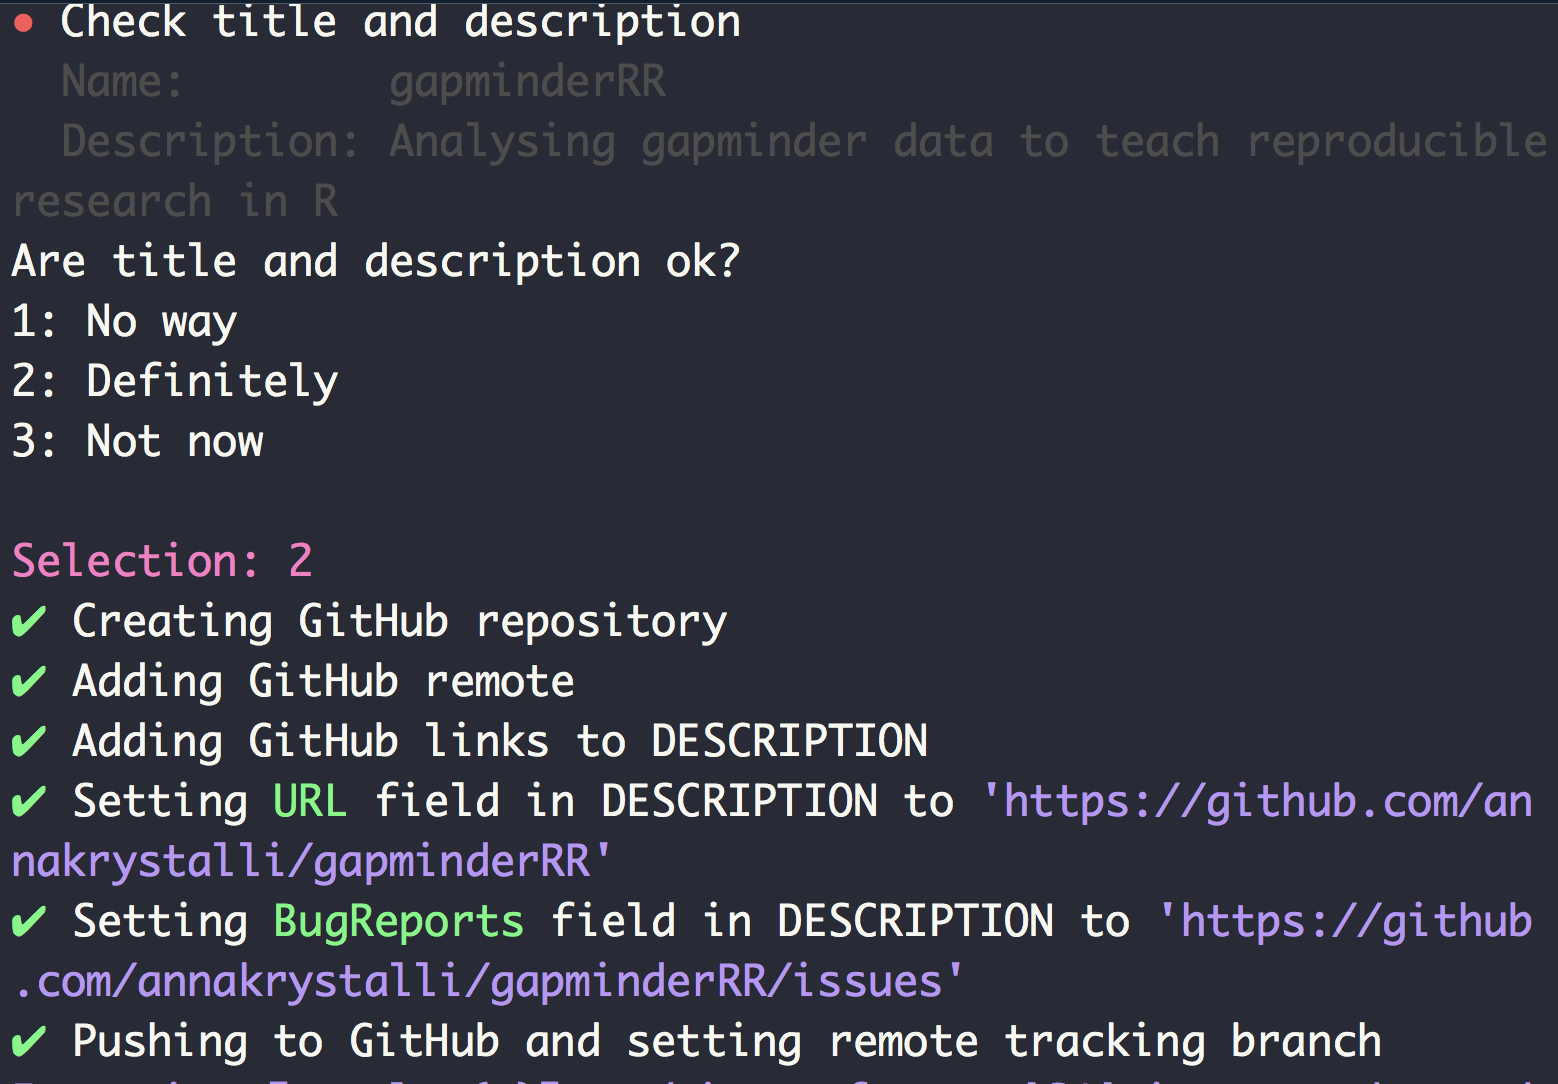 • Check title and description
Name: gapminderRR
Description: Analysing gapminder data to teach reproducible
research in R
Are title and description ok?
1: No way
2: Definitely
3: Not now
Selection: 2
✔ Creating GitHub repository
✔ Adding GitHub remote
✔ Adding GitHub links to DESCRIPTION
✔ Setting URL field in DESCRIPTION to 'https://github.com/an
nakrystalli/gapminderRR'
✔ Setting BugReports field in DESCRIPTION to 'https://github
.com/annakrystalli/gapminderRR/issues'
✔ Pushing to GitHub and setting remote tracking branch